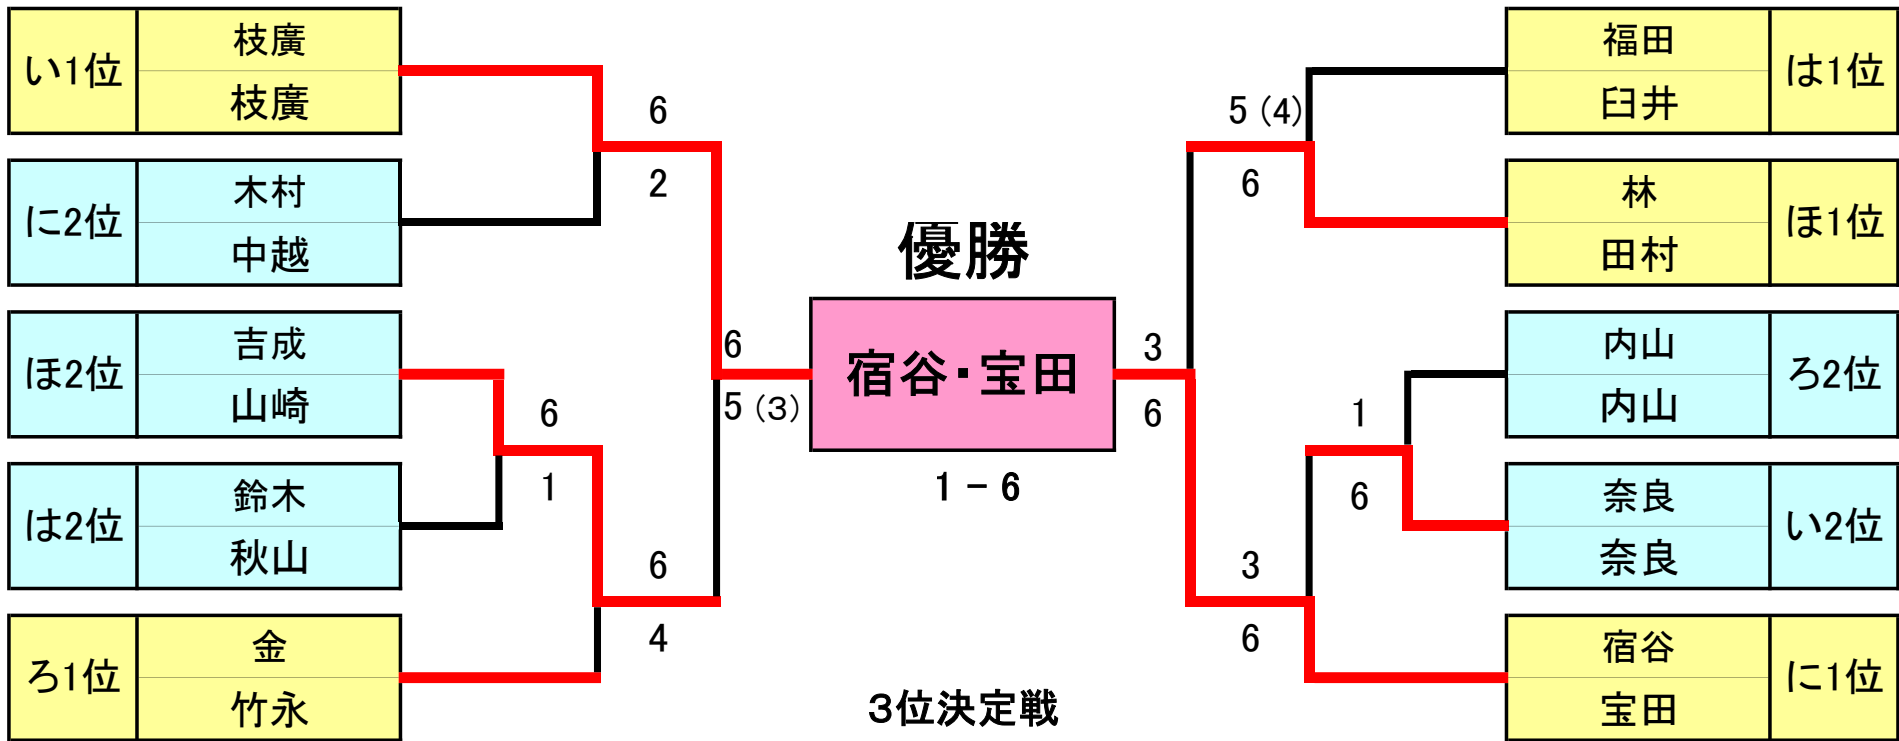 い1位
枝廣
枝廣
に2位
木村
中越
ほ2位
吉成
山崎
は2位
鈴木
秋山
ろ1位
金
竹永
6
2
6
1
6
4
6
5 (3)
優勝
宿谷・宝田
1 - 6
3位決定戦
3
6
5 (4)
6
1
6
3
6
福田
臼井
は1位
林
田村
ほ1位
内山
内山
ろ2位
奈良
奈良
い2位
宿谷
宝田
に1位